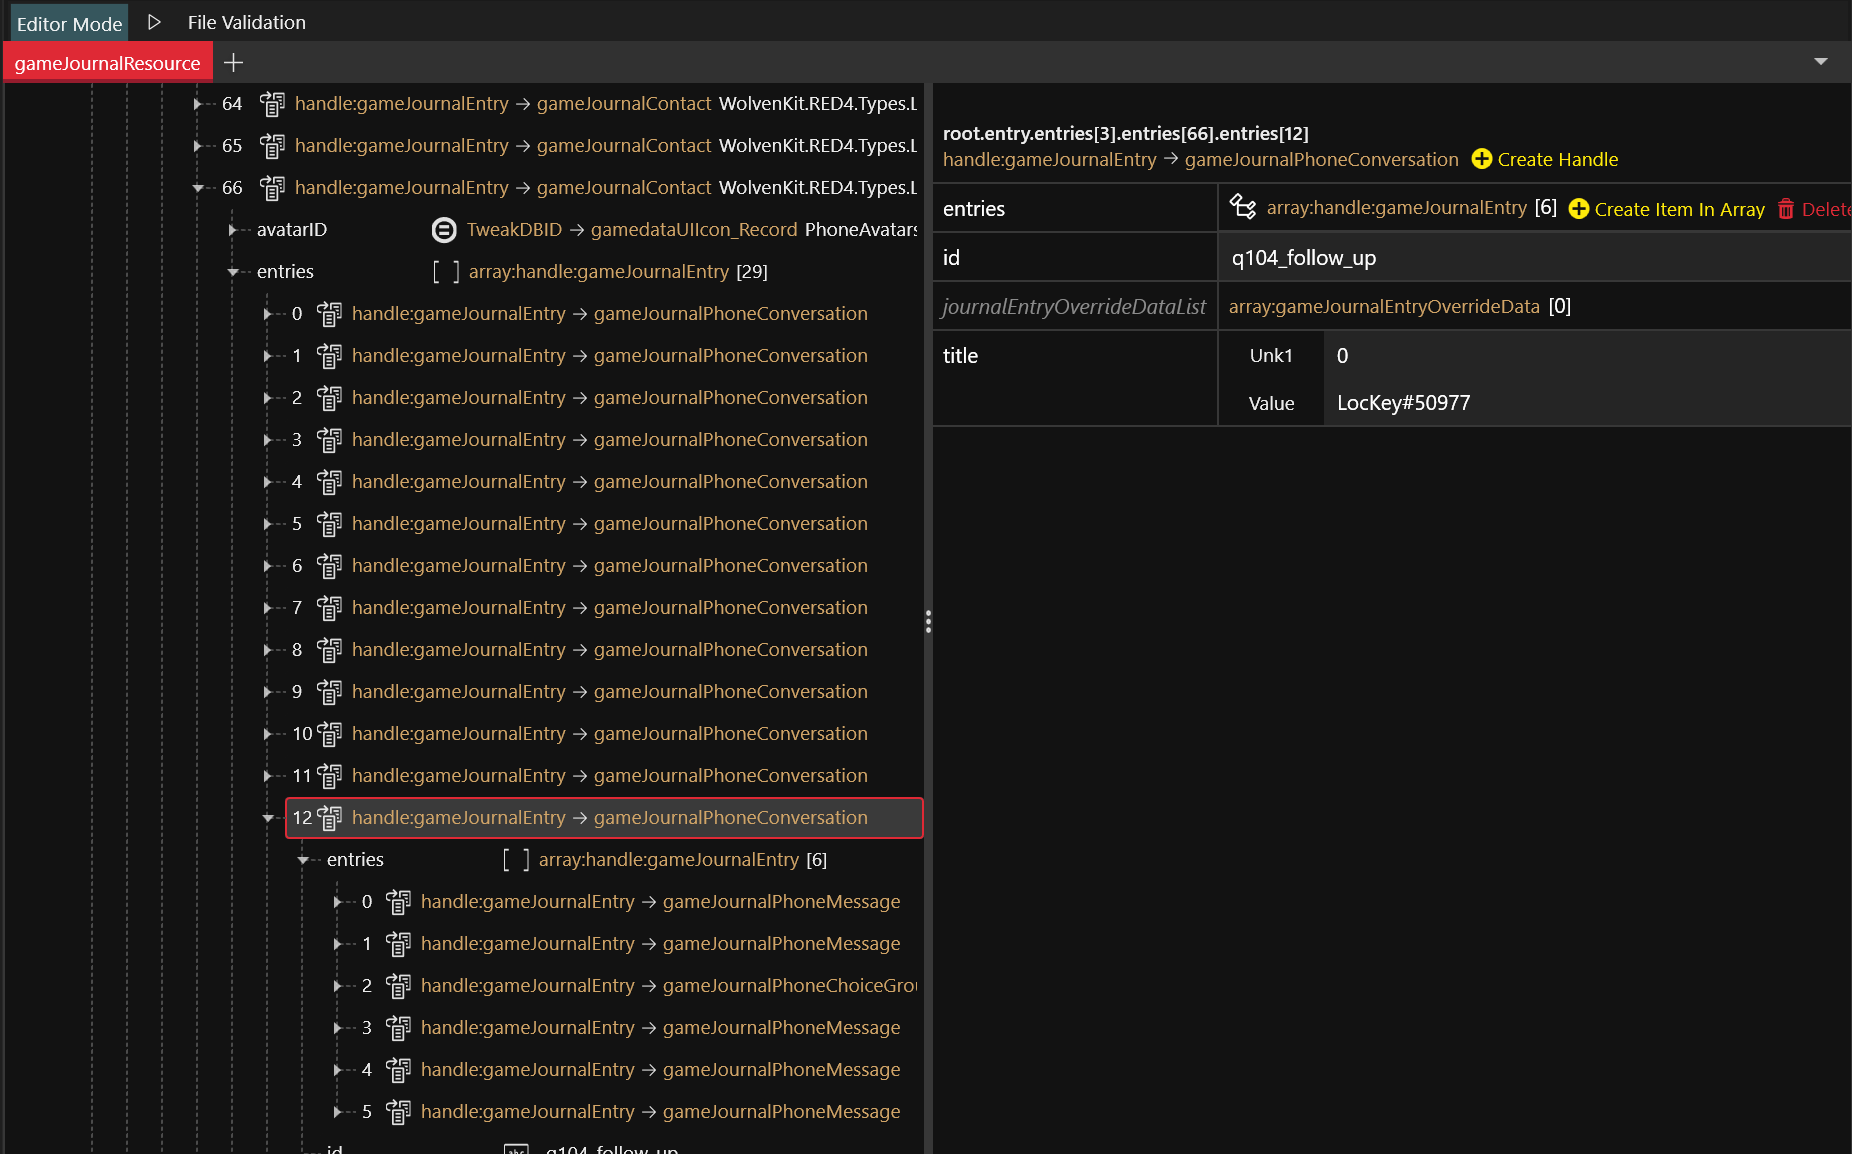 Editor Mode File Validation
gameJournalResource
64 handle:gameJournalEntry → gameJournalContact WolvenKit.RED4.Types.L
65 handle:gameJournalEntry → gameJournalContact WolvenKit.RED4.Types.L
66 handle:gameJournalEntry → gameJournalContact WolvenKit.RED4.Types.L
avatarID TweakDBID → gamedataUIIcon_Record PhoneAvatars
entries [ ] array:handle:gameJournalEntry [29]
0 handle:gameJournalEntry → gameJournalPhoneConversation
1 handle:gameJournalEntry → gameJournalPhoneConversation
2 handle:gameJournalEntry → gameJournalPhoneConversation
3 handle:gameJournalEntry → gameJournalPhoneConversation
4 handle:gameJournalEntry → gameJournalPhoneConversation
5 handle:gameJournalEntry → gameJournalPhoneConversation
6 handle:gameJournalEntry → gameJournalPhoneConversation
7 handle:gameJournalEntry → gameJournalPhoneConversation
8 handle:gameJournalEntry → gameJournalPhoneConversation
9 handle:gameJournalEntry → gameJournalPhoneConversation
10 handle:gameJournalEntry → gameJournalPhoneConversation
11 handle:gameJournalEntry → gameJournalPhoneConversation
12 handle:gameJournalEntry → gameJournalPhoneConversation
entries [ ] array:handle:gameJournalEntry [6]
0 handle:gameJournalEntry → gameJournalPhoneMessage
1 handle:gameJournalEntry → gameJournalPhoneMessage
2 handle:gameJournalEntry → gameJournalPhoneChoiceGrou
3 handle:gameJournalEntry → gameJournalPhoneMessage
4 handle:gameJournalEntry → gameJournalPhoneMessage
5 handle:gameJournalEntry → gameJournalPhoneMessage
id abc q104_follow_up
root.entry.entries[3].entries[66].entries[12]
handle:gameJournalEntry → gameJournalPhoneConversation Create Handle
entries array:handle:gameJournalEntry [6] Create Item In Array Delete
id q104_follow_up
journalEntryOverrideDataList array:gameJournalEntryOverrideData [0]
title Unk1 0
Value LocKey#50977